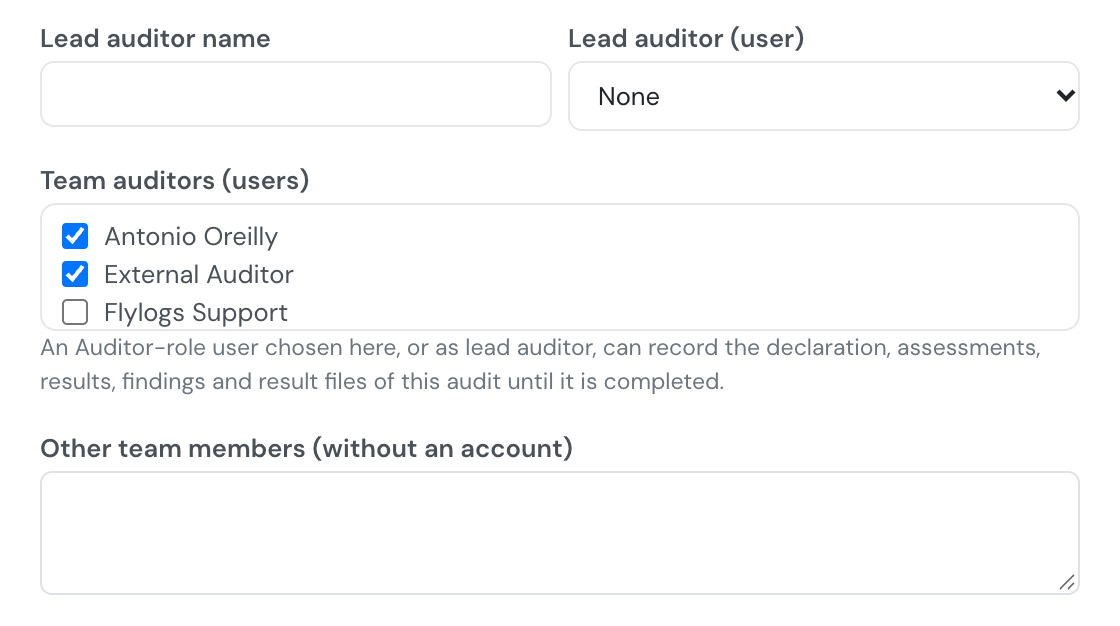 Lead auditor name
Lead auditor (user)
None
Team auditors (users)
Antonio Oreilly
External Auditor
Flylogs Support
An Auditor-role user chosen here, or as lead auditor, can record the declaration, assessments,
results, findings and result files of this audit until it is completed.
Other team members (without an account)